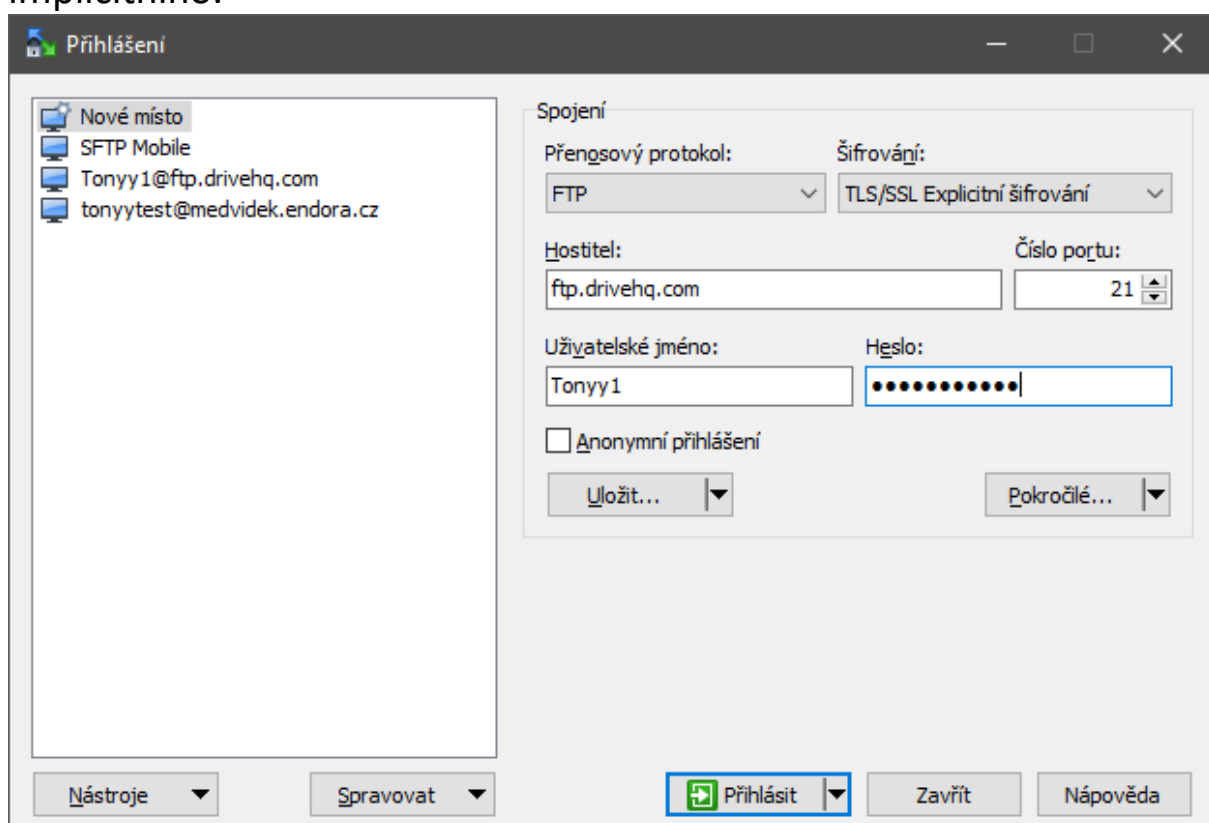 implicitního.
Přihlášení
Nové místo
SFTP Mobile
Tonyy1@ftp.drivehq.com
tonyytest@medvidek.endora.cz
Spojení
Přenosový protokol: Šifrování:
FTP TLS/SSL Explicitní šifrování
Hostitel: Číslo portu:
ftp.drivehq.com 21
Uživatelské jméno: Heslo:
Tonyy1 ●●●●●●●●●●●
Anonymní přihlášení
Uložit... Pokročilé...
Nástroje Spravovat Přihlásit Zavřít Nápověda